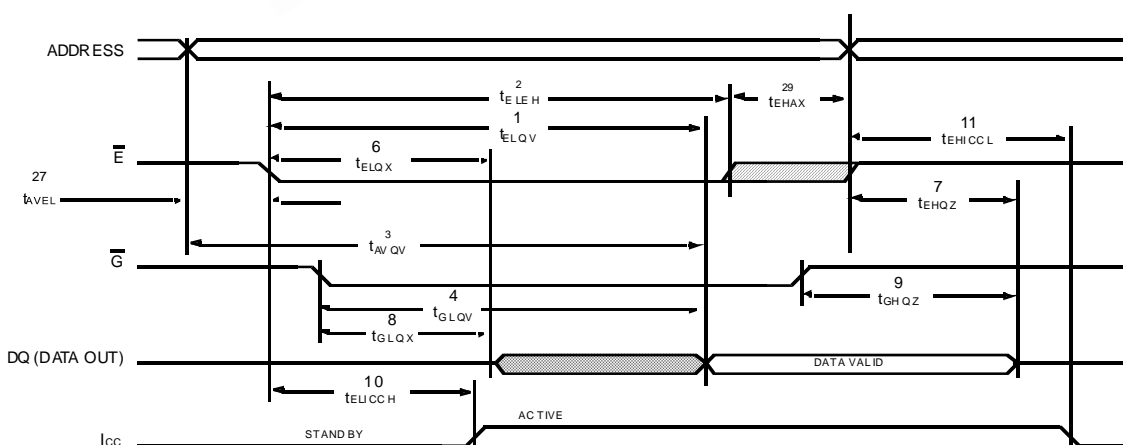 ADDRESS
2
tELEH
29
tEHAX
1
tELQV
11
tEHICCL
E
6
tELQX
27
tAVEL
7
tEHQZ
3
tAVQV
G
9
tGHQZ
4
tGLQV
8
tGLQX
DQ (DATA OUT)
DATA VALID
10
tELICCH
ACTIVE
STANDBY
ICC